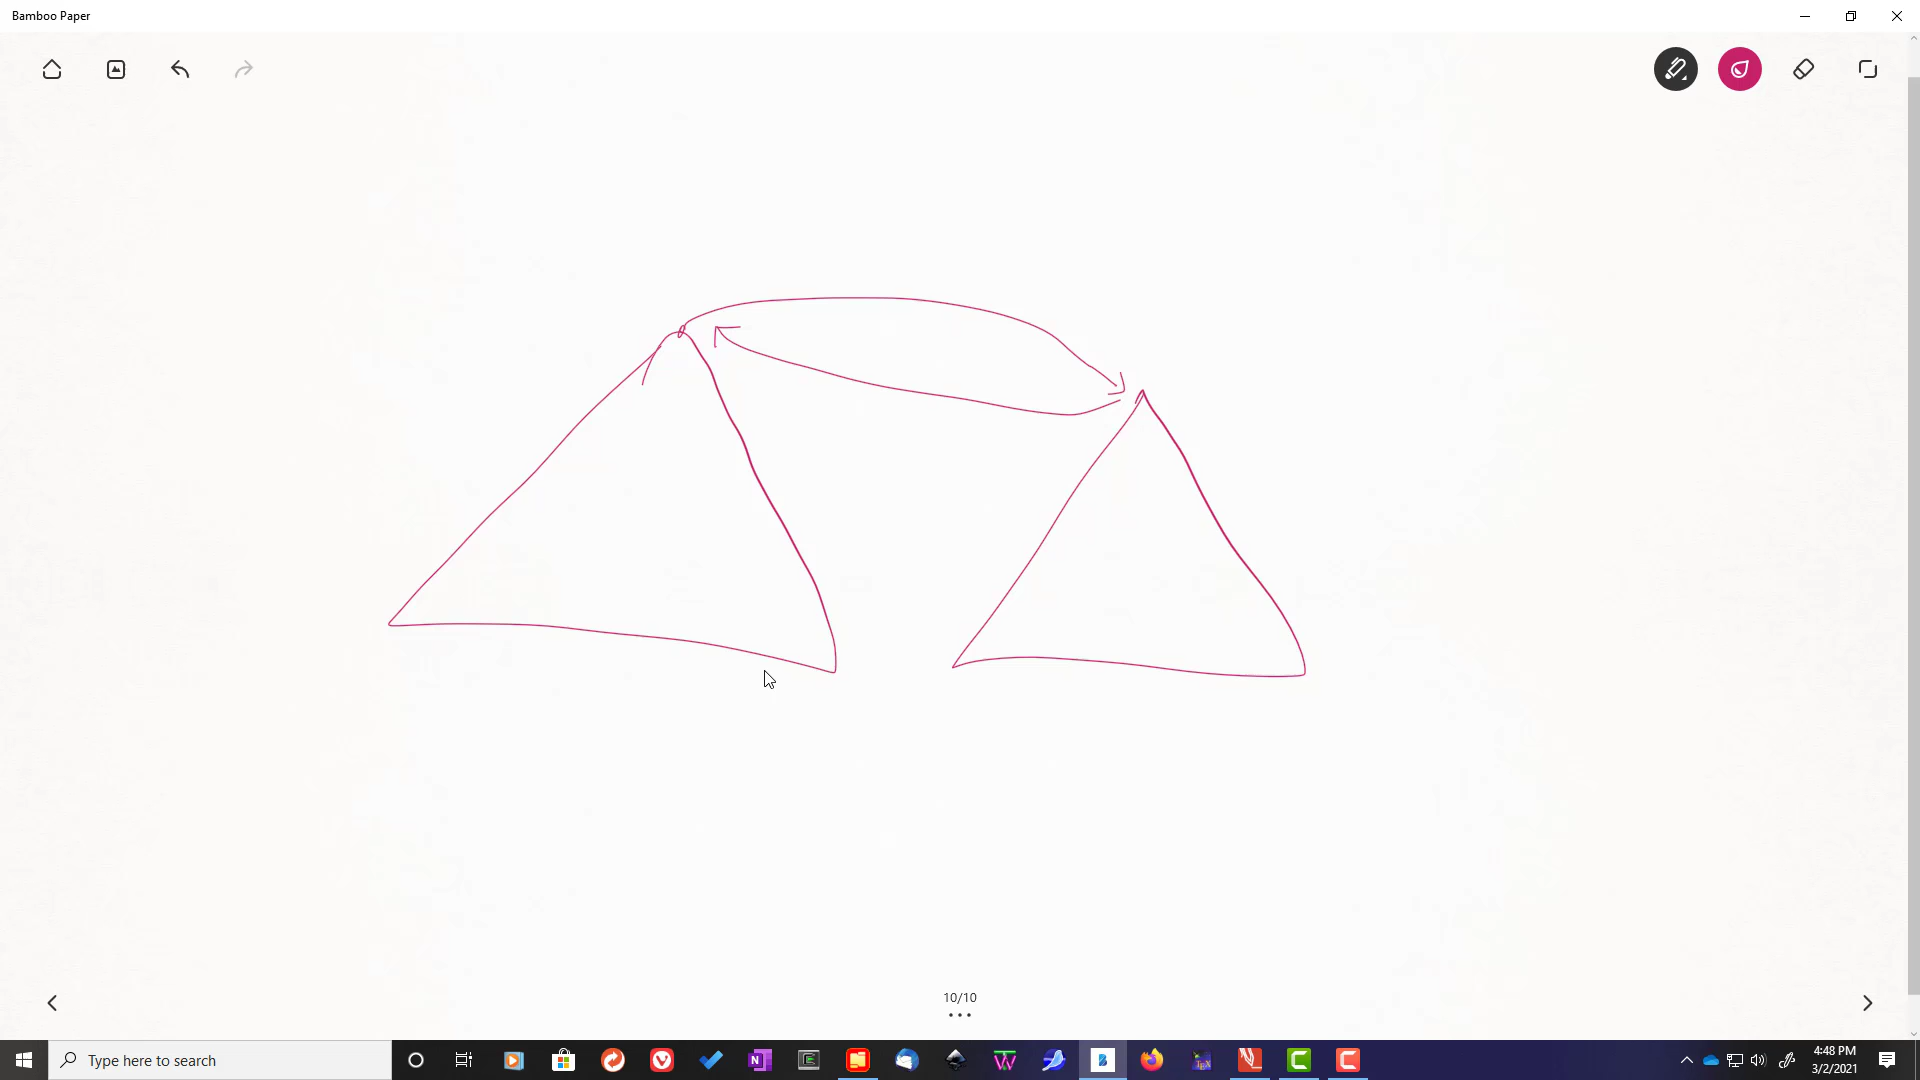 Bamboo Paper
10/10
Type here to search
4:48 PM
3/2/2021